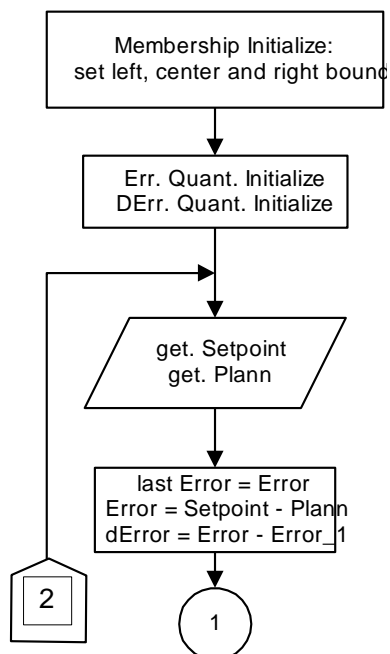 Membership Initialize:
set left, center and right bound
Err. Quant. Initialize
DErr. Quant. Initialize
get. Setpoint
get. Plann
last Error = Error
Error = Setpoint - Plann
dError = Error - Error_1
2
1